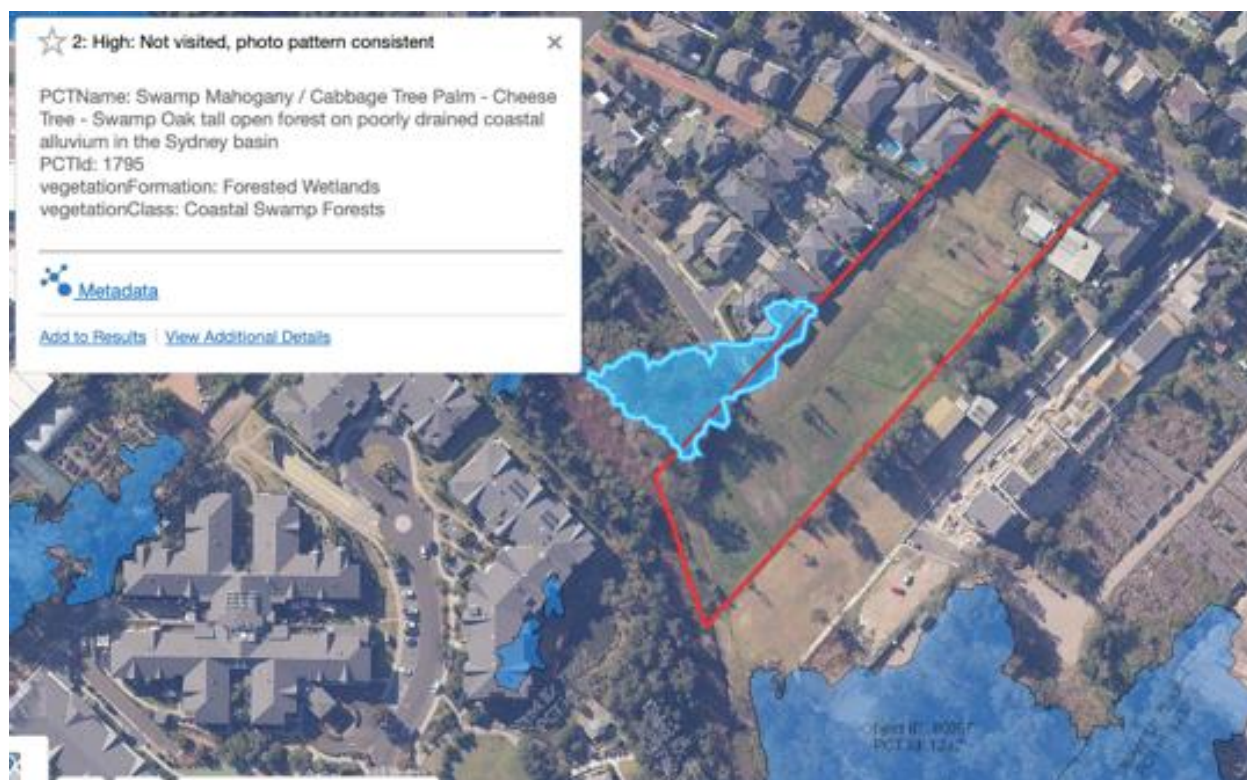 2: High: Not visited, photo pattern consistent
PCTName: Swamp Mahogany / Cabbage Tree Palm - Cheese
Tree - Swamp Oak tall open forest on poorly drained coastal
alluvium in the Sydney basin
PCTId: 1795
vegetationFormation: Forested Wetlands
vegetationClass: Coastal Swamp Forests
Metadata
Add to Results | View Additional Details
PCT Id: